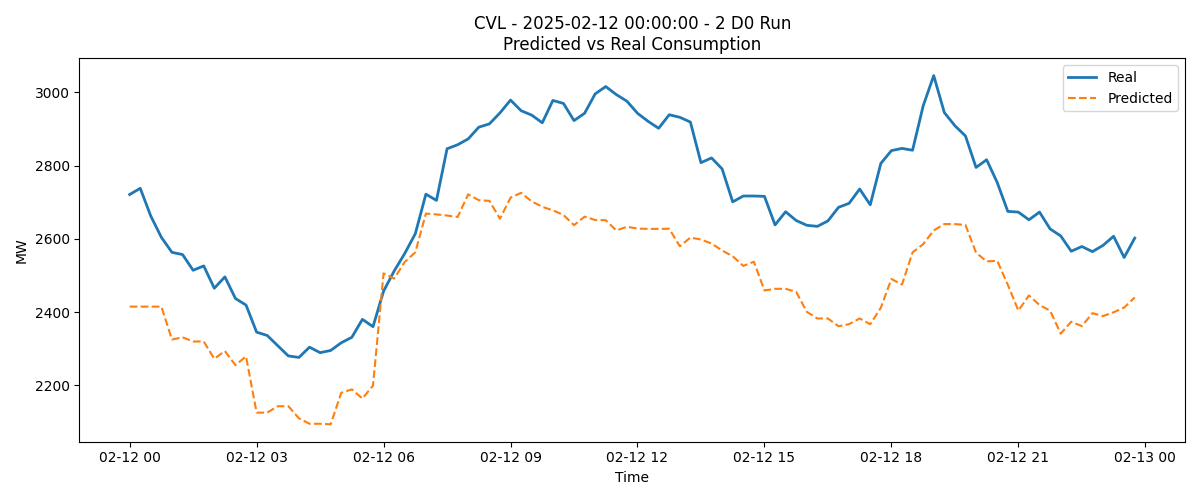 CVL - 2025-02-12 00:00:00 - 2 D0 Run
Predicted vs Real Consumption
Real
Predicted
MW
3000
2800
2600
2400
2200
02-12 00
02-12 03
02-12 06
02-12 09
02-12 12
02-12 15
02-12 18
02-12 21
02-13 00
Time